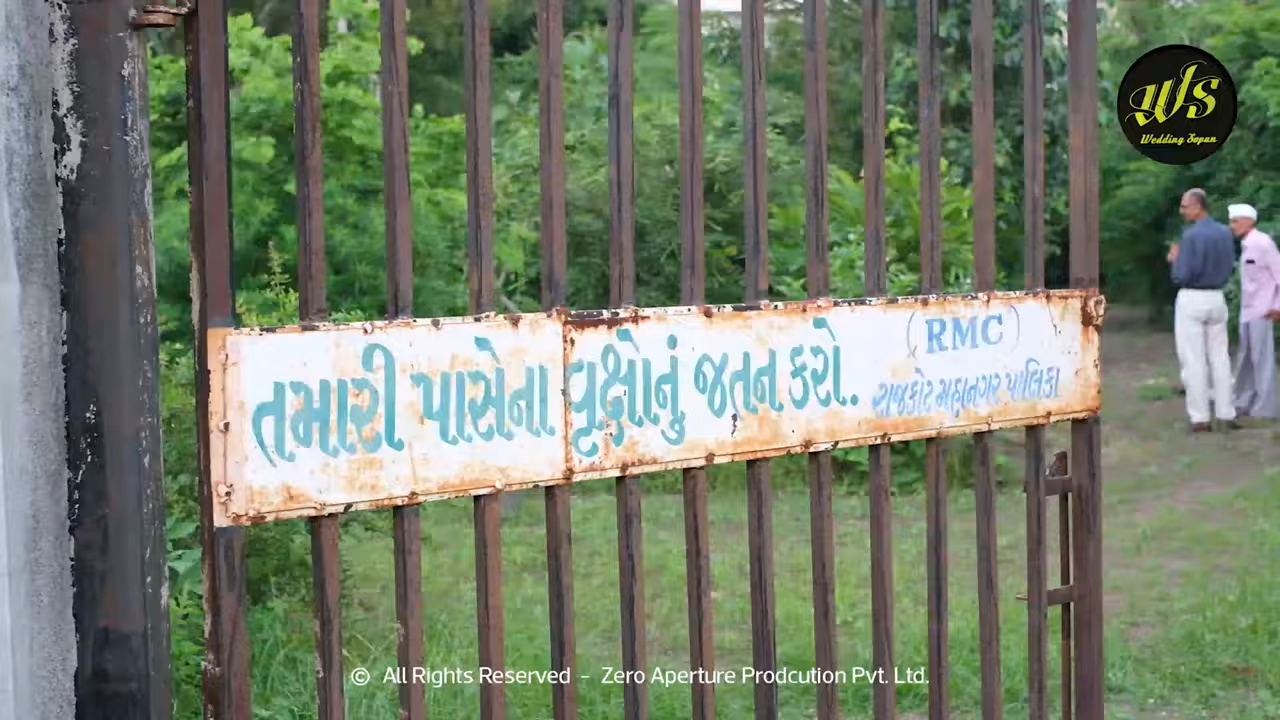 WS
Wedding Sopan
તમારી પાસેના વૃક્ષોનું જતન કરો.
(RMC)
રાજકોટ મહાનગર પાલિકા
© All Rights Reserved - Zero Aperture Prodcution Pvt. Ltd.